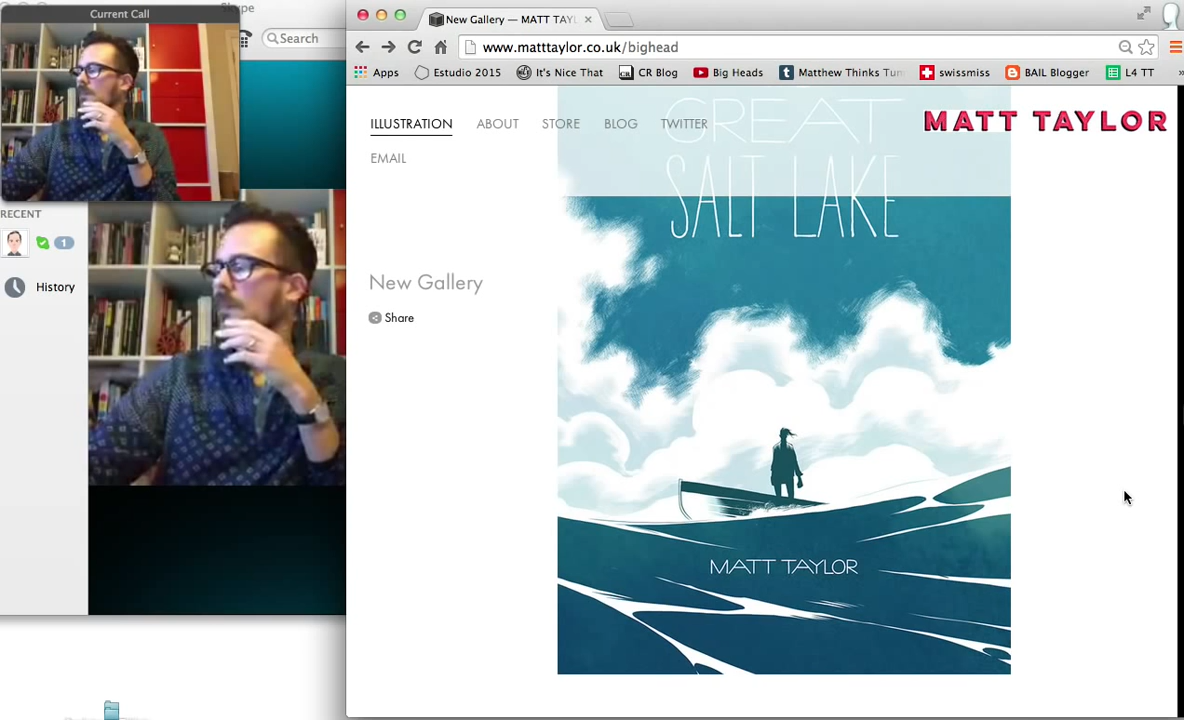 Skype
Current Call
Search
RECENT
1
History
New Gallery — MATT TAYL
www.matttaylor.co.uk/bighead
Apps
Estudio 2015
It's Nice That
CR Blog
Big Heads
Matthew Thinks Tum
swissmiss
BAIL Blogger
L4 TT
»
ILLUSTRATION
ABOUT
STORE
BLOG
TWITTER
EMAIL
MATT TAYLOR
New Gallery
Share
GREAT
SALT LAKE
MATT TAYLOR